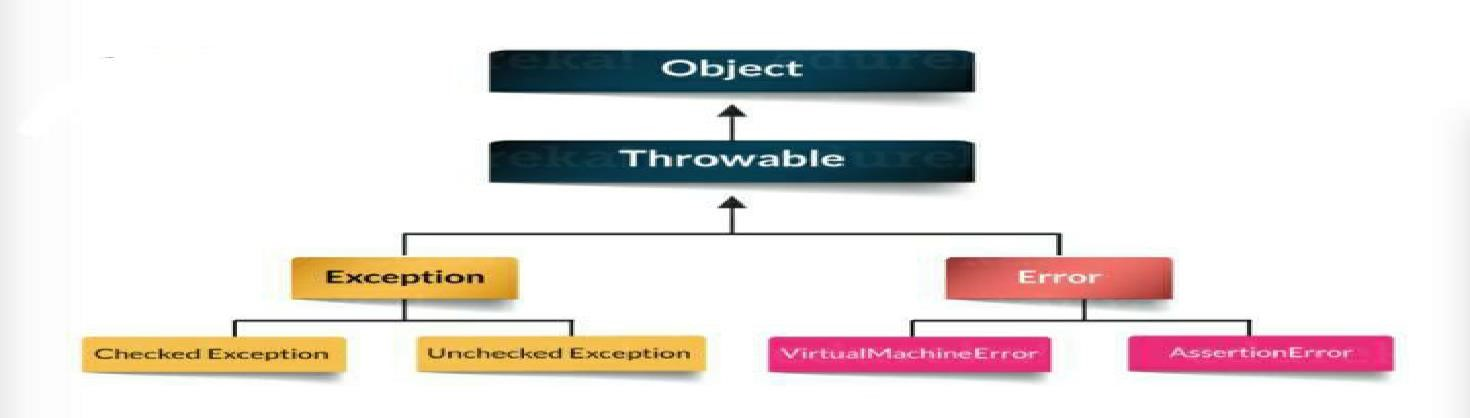 Object
Throwable
Exception
Error
Checked Exception
Unchecked Exception
VirtualMachineError
AssertionError